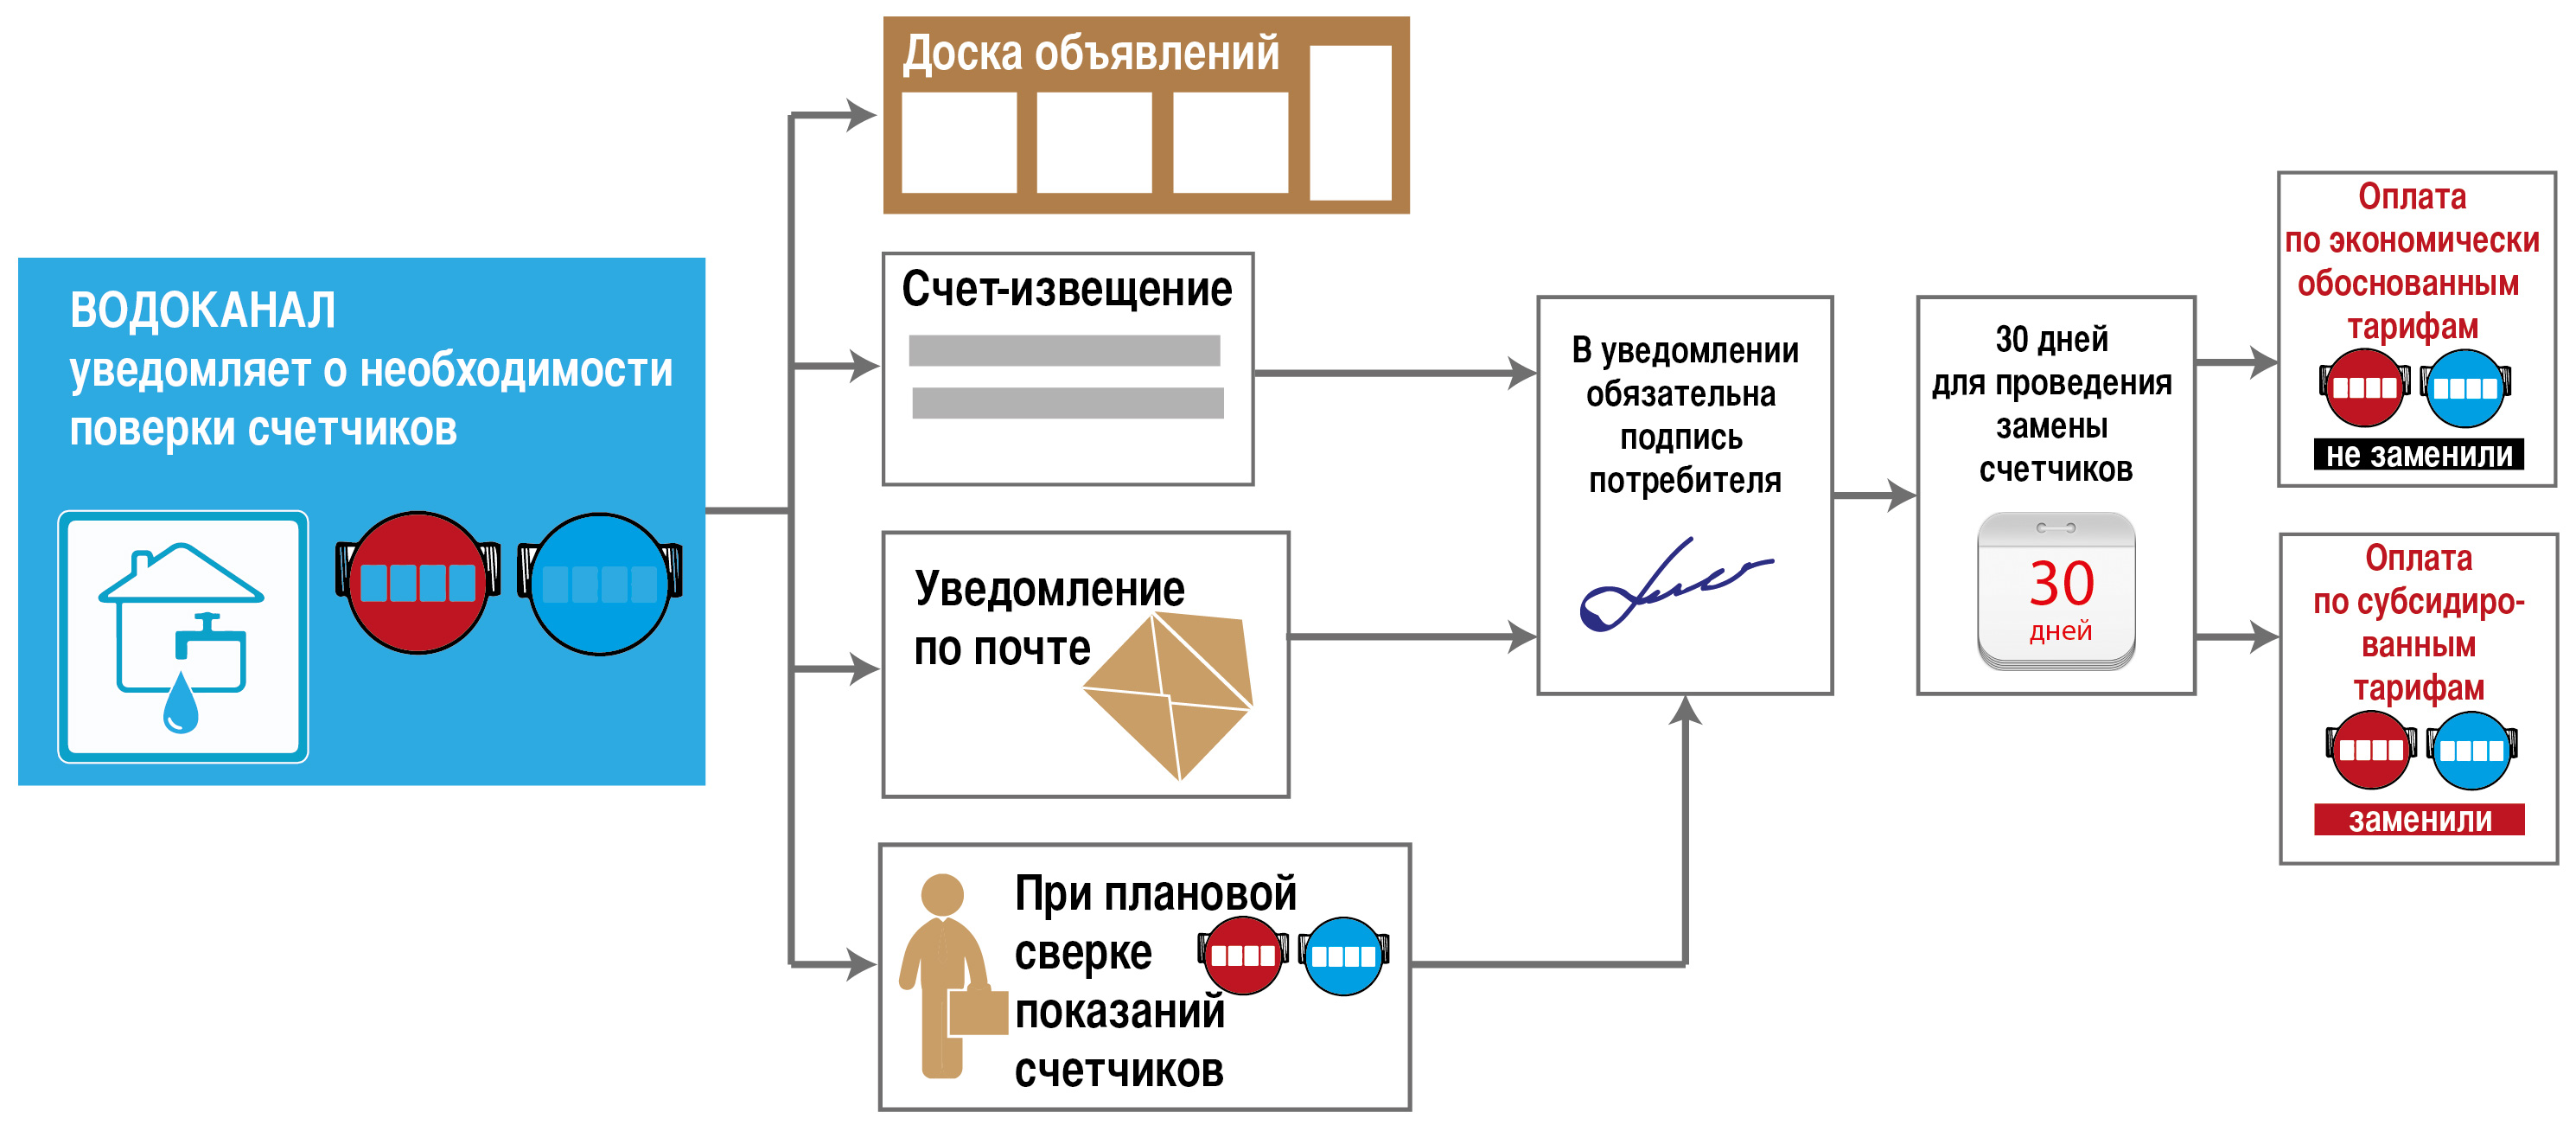 ВОДОКАНАЛ
уведомляет о необходимости
поверки счетчиков
Доска объявлений
Счет-извещение
Уведомление
по почте
При плановой
сверке
показаний
счетчиков
В уведомлении
обязательна
подпись
потребителя
30 дней
для проведения
замены
счетчиков
30
дней
Оплата
по экономически
обоснованным
тарифам
не заменили
Оплата
по субсидиро-
ванным
тарифам
заменили